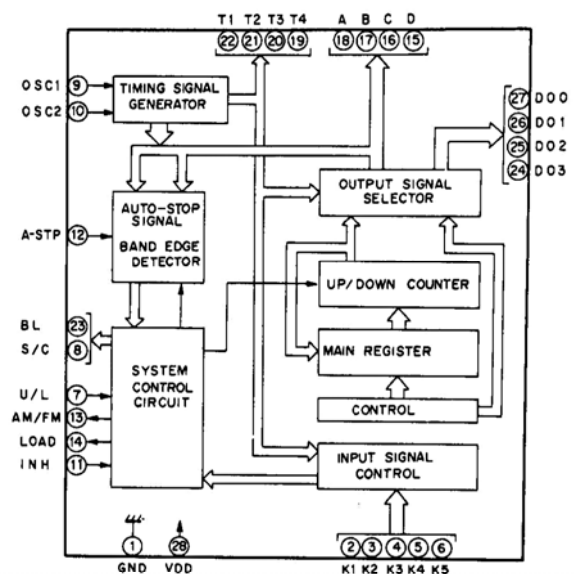 T1 T2 T3 T4 A B C D
22 21 20 19 18 17 16 15
OSC1 9
OSC2 10
TIMING SIGNAL
GENERATOR
27 DO0
26 DO1
25 DO2
24 DO3
OUTPUT SIGNAL
SELECTOR
A-STP 12
AUTO-STOP
SIGNAL
BAND EDGE
DETECTOR
UP/DOWN COUNTER
BL 23
S/C 8
MAIN REGISTER
SYSTEM
CONTROL
CIRCUIT
U/L 7
AM/FM 13
LOAD 14
INH 11
CONTROL
INPUT SIGNAL
CONTROL
1 28 2 3 4 5 6
GND VDD K1 K2 K3 K4 K5